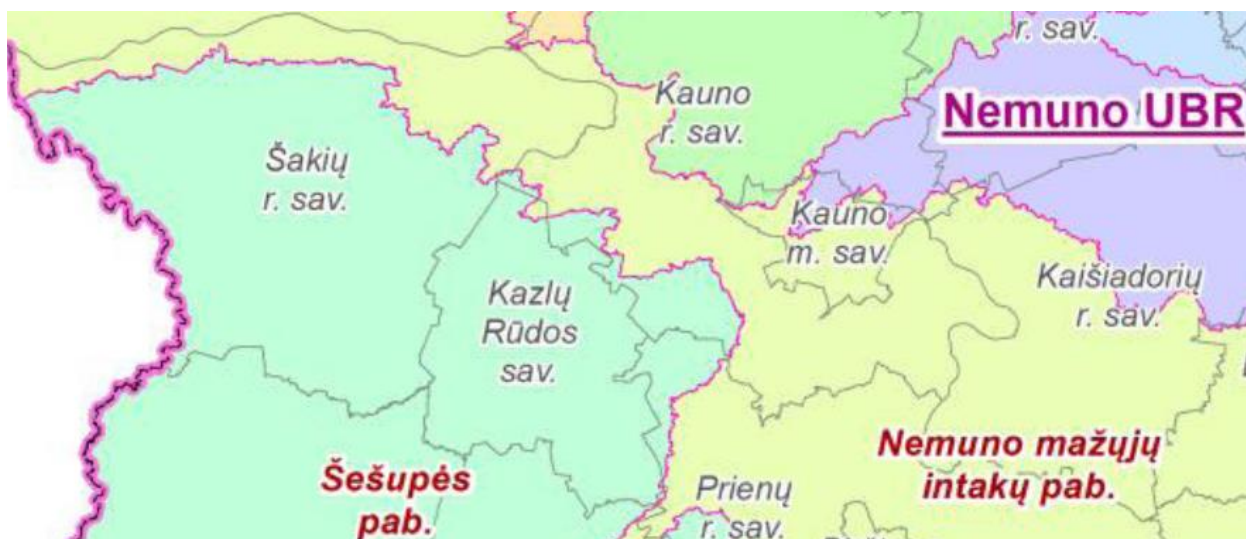 r. sav.
Kauno
r. sav.
Nemuno UBR
Šakių
r. sav.
Kauno
m. sav.
Kaišiadorių
r. sav.
Kazlų
Rūdos
sav.
Šešupės
pab.
Nemuno mažųjų
intakų pab.
Prienų
r. sav.